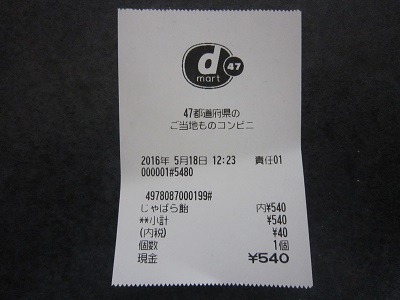 d
mart
47
47都道府県の
ご当地ものコンビニ
2016年 5月18日 12:23 責任01
000001#5480
4978087000199#
じゃばら飴 内¥540
**小計 ¥540
(内税) ¥40
個数 1個
現金 ¥540